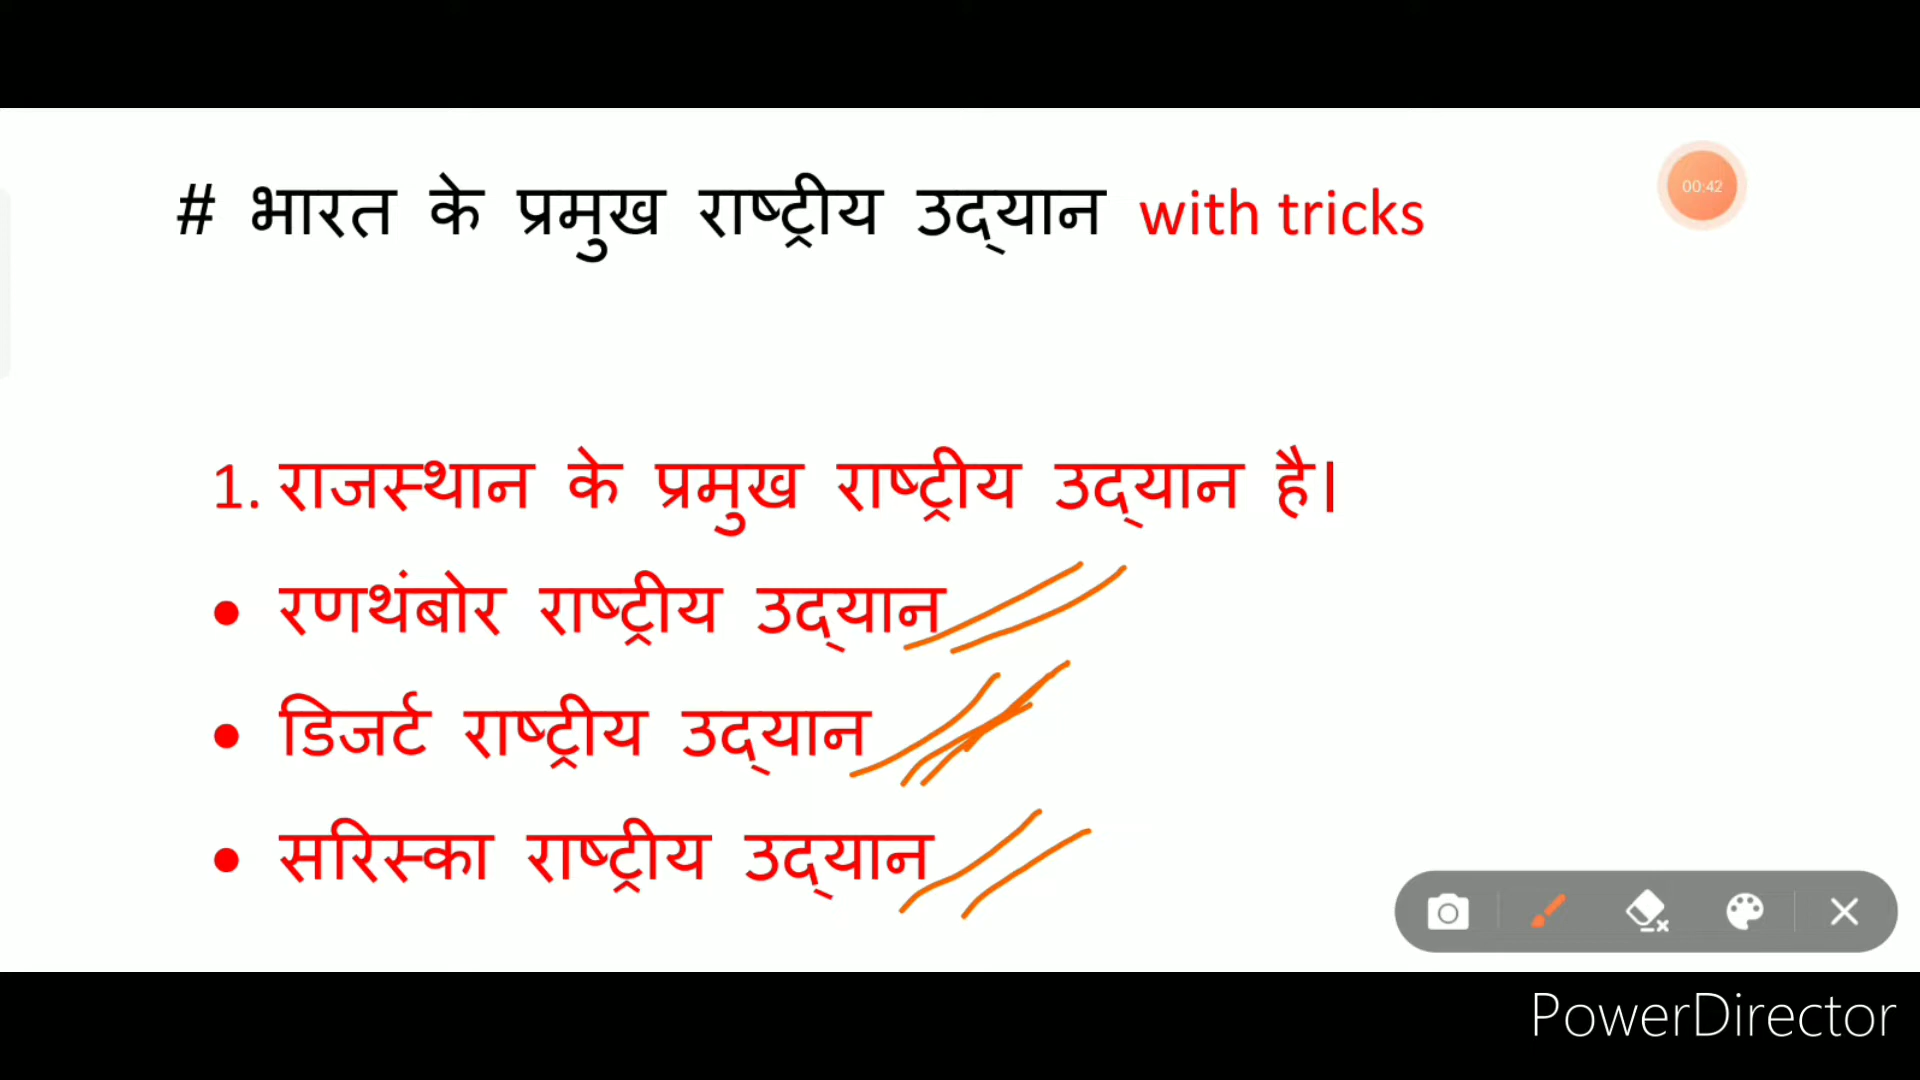 # भारत के प्रमुख राष्ट्रीय उद्‌यान with tricks
00:42
1. राजस्थान के प्रमुख राष्ट्रीय उद्‌यान है।
• रणथंबोर राष्ट्रीय उद्‌यान
• डिजर्ट राष्ट्रीय उद्‌यान
• सरिस्का राष्ट्रीय उद्‌यान
PowerDirector